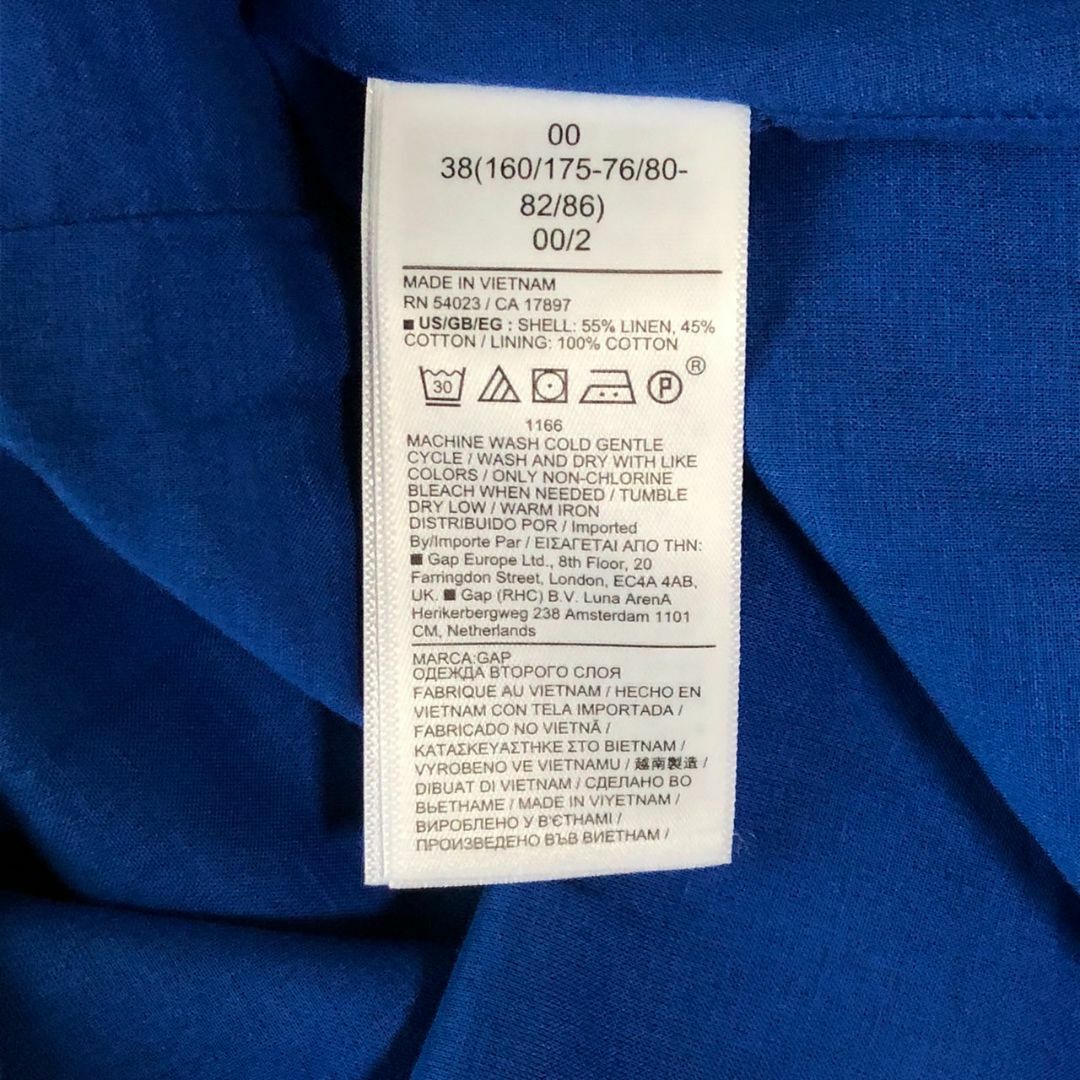 00
38(160/175-76/80-
82/86)
00/2
MADE IN VIETNAM
RN 54023 / CA 17897
■ US/GB/EG : SHELL: 55% LINEN, 45%
COTTON / LINING: 100% COTTON
30 P ®
1166
MACHINE WASH COLD GENTLE
CYCLE / WASH AND DRY WITH LIKE
COLORS / ONLY NON-CHLORINE
BLEACH WHEN NEEDED / TUMBLE
DRY LOW / WARM IRON
DISTRIBUIDO POR / Imported
By/Importe Par / ΕΙΣΑΓΕΤΑΙ ΑΠΟ ΤΗΝ:
■ Gap Europe Ltd., 8th Floor, 20
Farringdon Street, London, EC4A 4AB,
UK. ■ Gap (RHC) B.V. Luna ArenA
Herikerbergweg 238 Amsterdam 1101
CM, Netherlands
MARCA:GAP
ОДЕЖДА ВТОРОГО СЛОЯ
FABRIQUE AU VIETNAM / HECHO EN
VIETNAM CON TELA IMPORTADA /
FABRICADO NO VIETNÃ /
ΚΑΤΑΣΚΕΥΑΣΤΗΚΕ ΣΤΟ ΒΙΕΤΝΑΜ /
VYROBENO VE VIETNAMU / 越南製造 /
DIBUAT DI VIETNAM / СДЕЛАНО ВО
ВЬЕТНАМЕ / MADE IN VIYETNAM /
ВИРОБЛЕНО У В'ЄТНАМІ /
ПРОИЗВЕДЕНО ВЪВ ВИЕТНАМ /